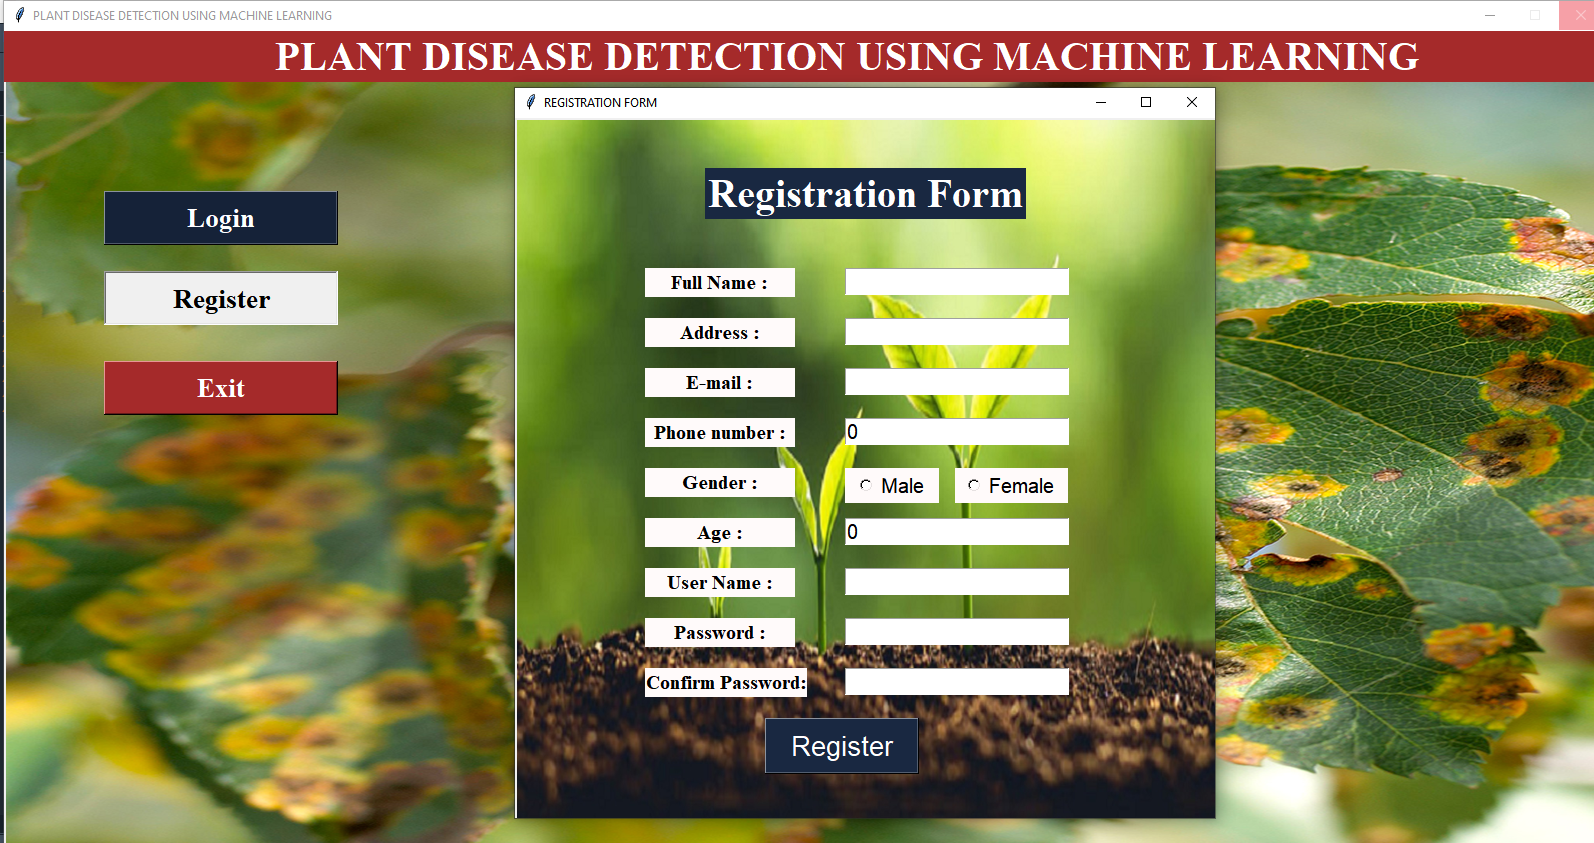 PLANT DISEASE DETECTION USING MACHINE LEARNING
PLANT DISEASE DETECTION USING MACHINE LEARNING
Login
Register
Exit
REGISTRATION FORM
Registration Form
Full Name :
Address :
E-mail :
Phone number : 0
Gender : Male Female
Age : 0
User Name :
Password :
Confirm Password:
Register